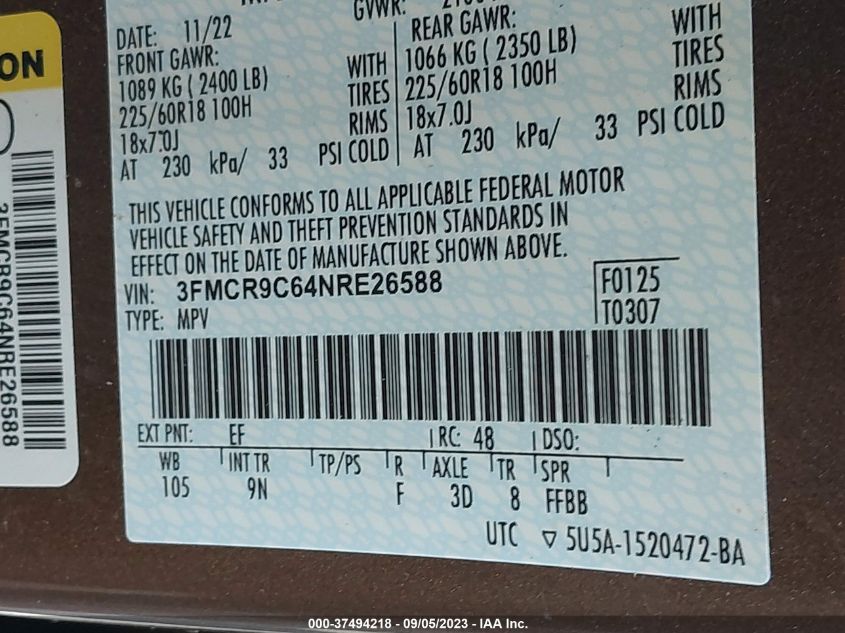 ON
3FMCR9C64NRE26588
DATE: 11/22
GVWR:
FRONT GAWR:
1089 KG ( 2400 LB) WITH
225/60R18 100H TIRES
18x7.0J RIMS
AT 230 kPa/ 33 PSI COLD
REAR GAWR: WITH
1066 KG ( 2350 LB) TIRES
225/60R18 100H RIMS
18x7.0J
AT 230 kPa/ 33 PSI COLD
THIS VEHICLE CONFORMS TO ALL APPLICABLE FEDERAL MOTOR
VEHICLE SAFETY AND THEFT PREVENTION STANDARDS IN
EFFECT ON THE DATE OF MANUFACTURE SHOWN ABOVE.
VIN: 3FMCR9C64NRE26588 F0125
TYPE: MPV T0307
EXT PNT: EF RC: 48 DSO:
WB INT TR TP/PS R AXLE TR SPR
105 9N F 3D 8 FFBB
UTC ▽ 5U5A-1520472-BA
000-37494218 - 09/05/2023 - IAA Inc.